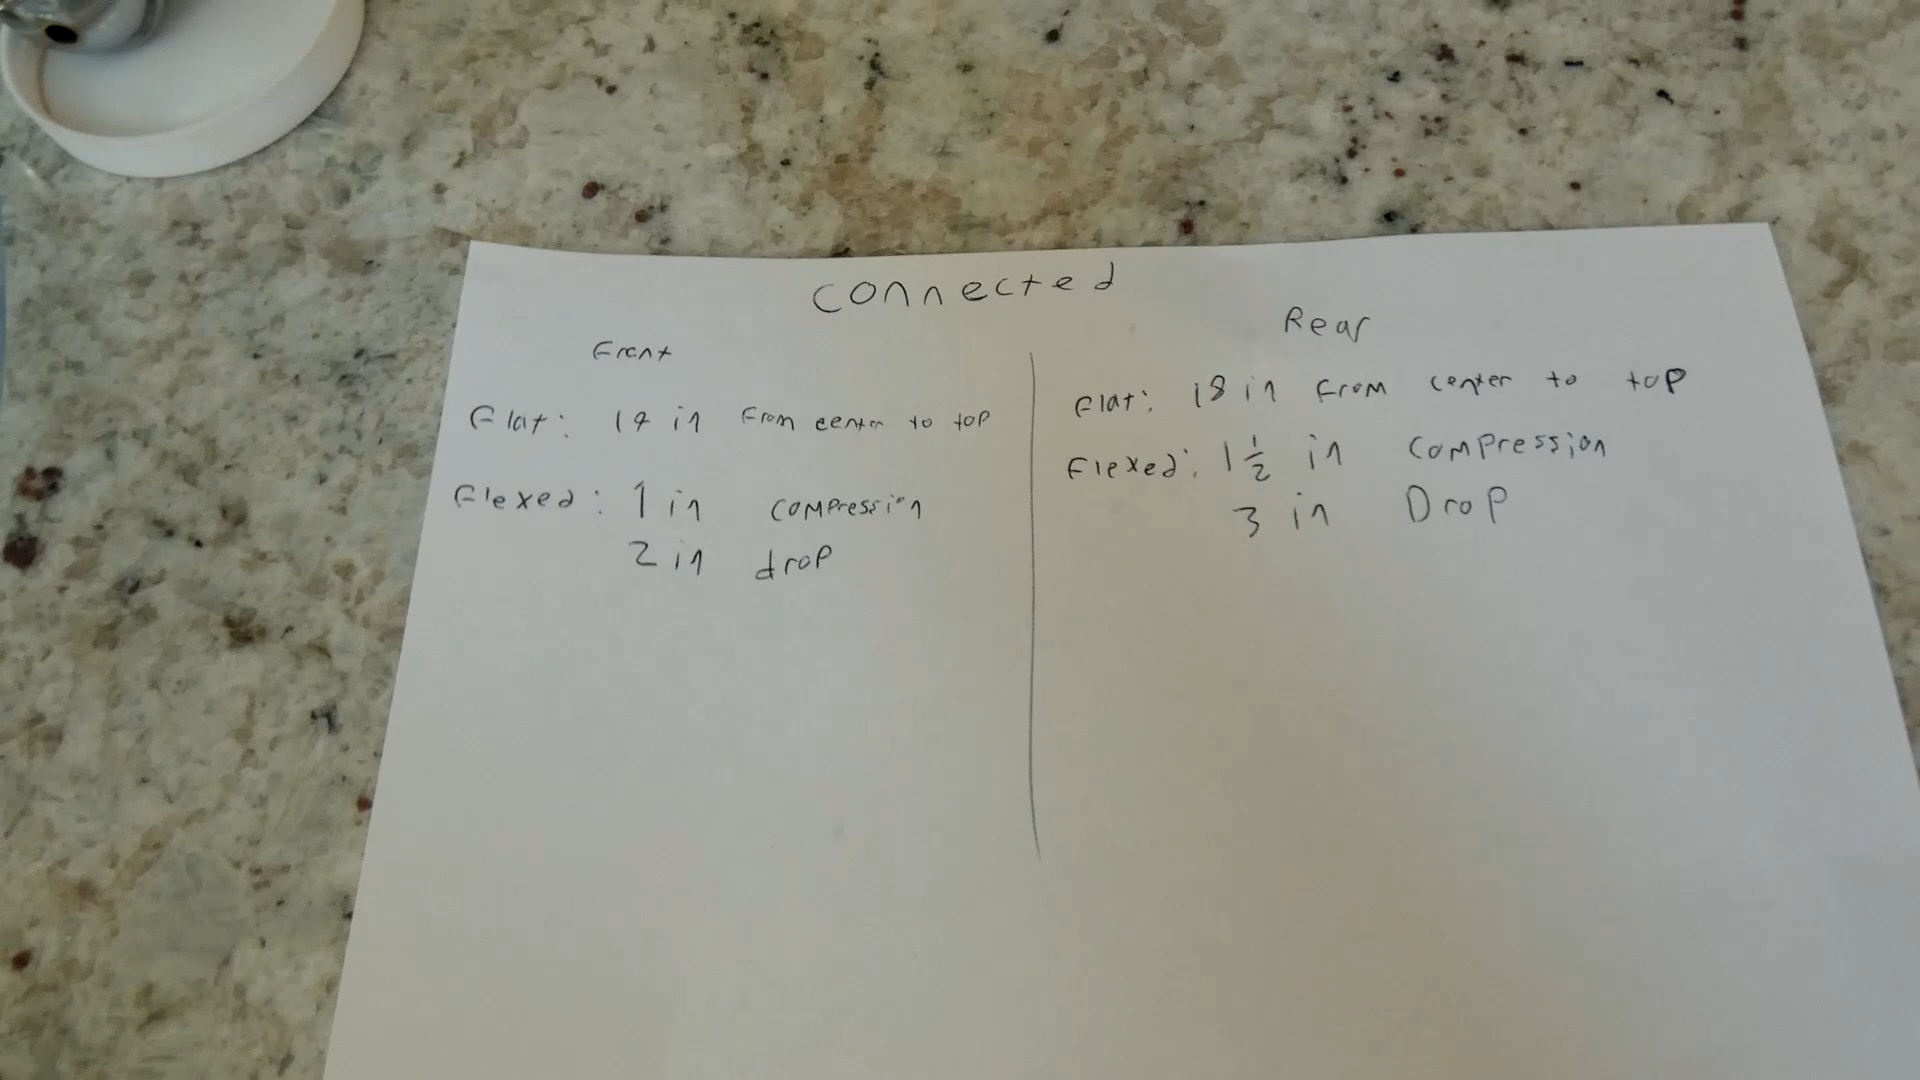 connected
Front
Flat: 19 in from center to top
Flexed: 1 in compression
2 in drop
Rear
Flat: 18 in from center to top
Flexed: 1 1/2 in compression
3 in Drop